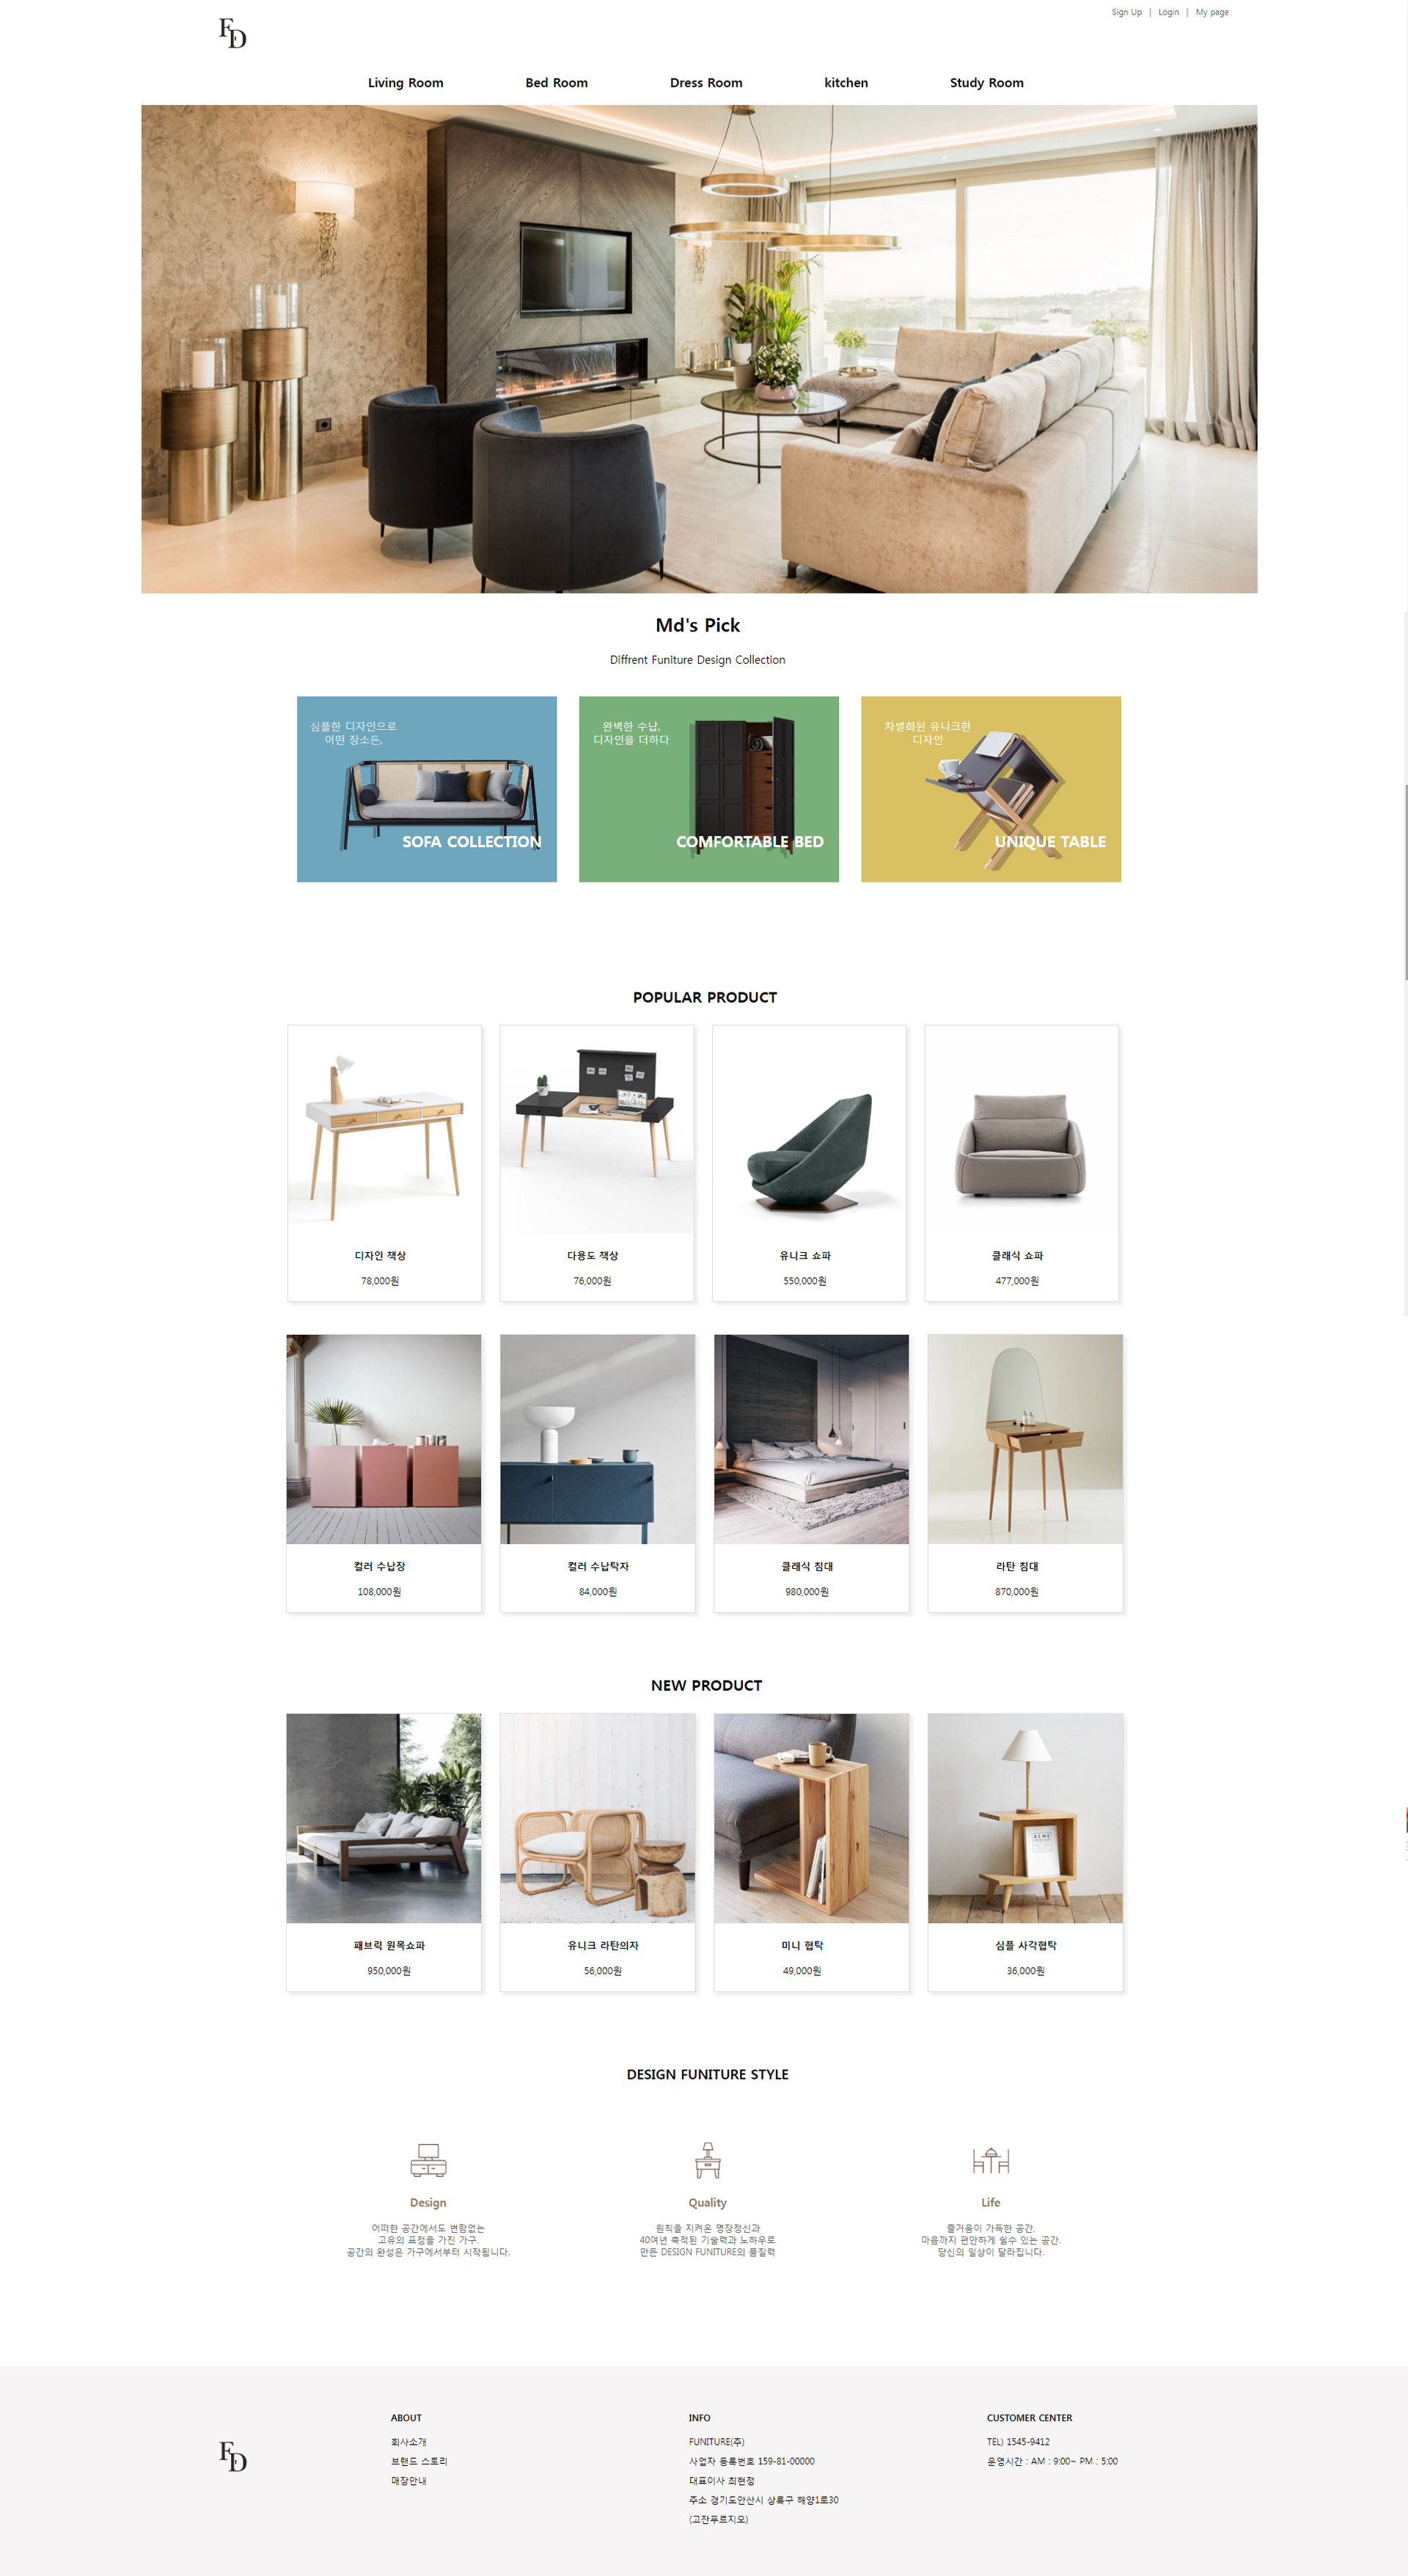 FD
Sign Up | Login | My page
Living Room Bed Room Dress Room kitchen Study Room
Md's Pick
Diffrent Funiture Design Collection
심플한 디자인으로
어떤 장소든,
SOFA COLLECTION
완벽한 수납,
디자인을 더하다
COMFORTABLE BED
차별화된 유니크한
디자인
UNIQUE TABLE
POPULAR PRODUCT
디자인 책상
78,000원
다용도 책상
76,000원
유니크 쇼파
550,000원
클래식 쇼파
477,000원
컬러 수납장
108,000원
컬러 수납탁자
84,000원
클래식 침대
980,000원
라탄 침대
870,000원
NEW PRODUCT
패브릭 원목쇼파
950,000원
유니크 라탄의자
56,000원
미니 협탁
49,000원
ACME
심플 사각협탁
36,000원
DESIGN FUNITURE STYLE
Design
어떠한 공간에서도 변함없는
고유의 표정을 가진 가구.
공간의 완성은 가구에서부터 시작됩니다.
Quality
원칙을 지켜온 명장정신과
40여년 축적된 기술력과 노하우로
만든 DESIGN FUNITURE의 품질력
Life
즐거움이 가득한 공간,
마음까지 편안하게 쉴수 있는 공간.
당신의 일상이 달라집니다.
FD
ABOUT
회사소개
브랜드 스토리
매장안내
INFO
FUNITURE(주)
사업자 등록번호 159-81-00000
대표이사 최현정
주소 경기도안산시 상록구 해양1로30
(고잔푸르지오)
CUSTOMER CENTER
TEL) 1545-9412
운영시간 : AM : 9:00~ PM : 5:00